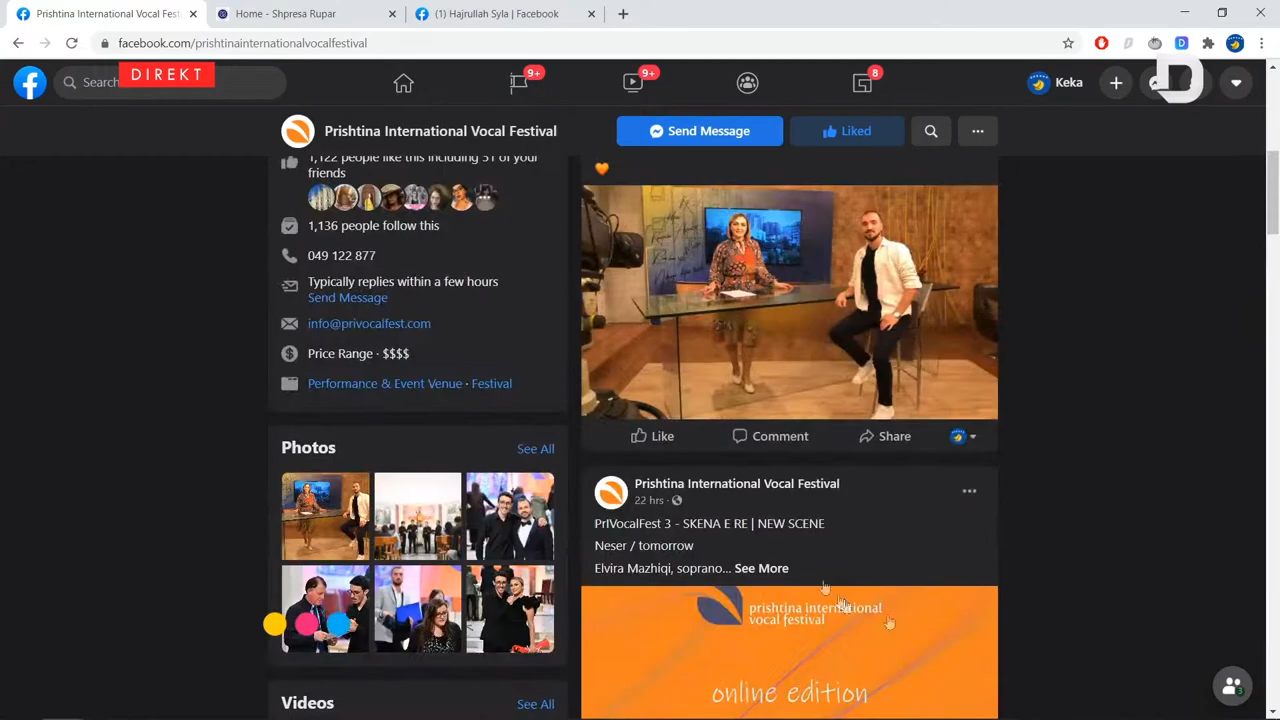 Prishtina International Vocal Fest
Home - Shpresa Rupar
(1) Hajrullah Syla | Facebook
facebook.com/prishtinainternationalvocalfestival
Search
DIREKT
9+
9+
8
Keka
D
Prishtina International Vocal Festival
Send Message
Liked
1,122 people like this including 51 of your
friends
1,136 people follow this
049 122 877
Typically replies within a few hours
Send Message
info@privocalfest.com
Price Range · $$$$
Performance & Event Venue · Festival
Photos
See All
Videos
See All
Like
Comment
Share
Prishtina International Vocal Festival
22 hrs ·
PrIVocalFest 3 - SKENA E RE | NEW SCENE
Neser / tomorrow
Elvira Mazhiqi, soprano... See More
prishtina international
vocal festival
online edition
3